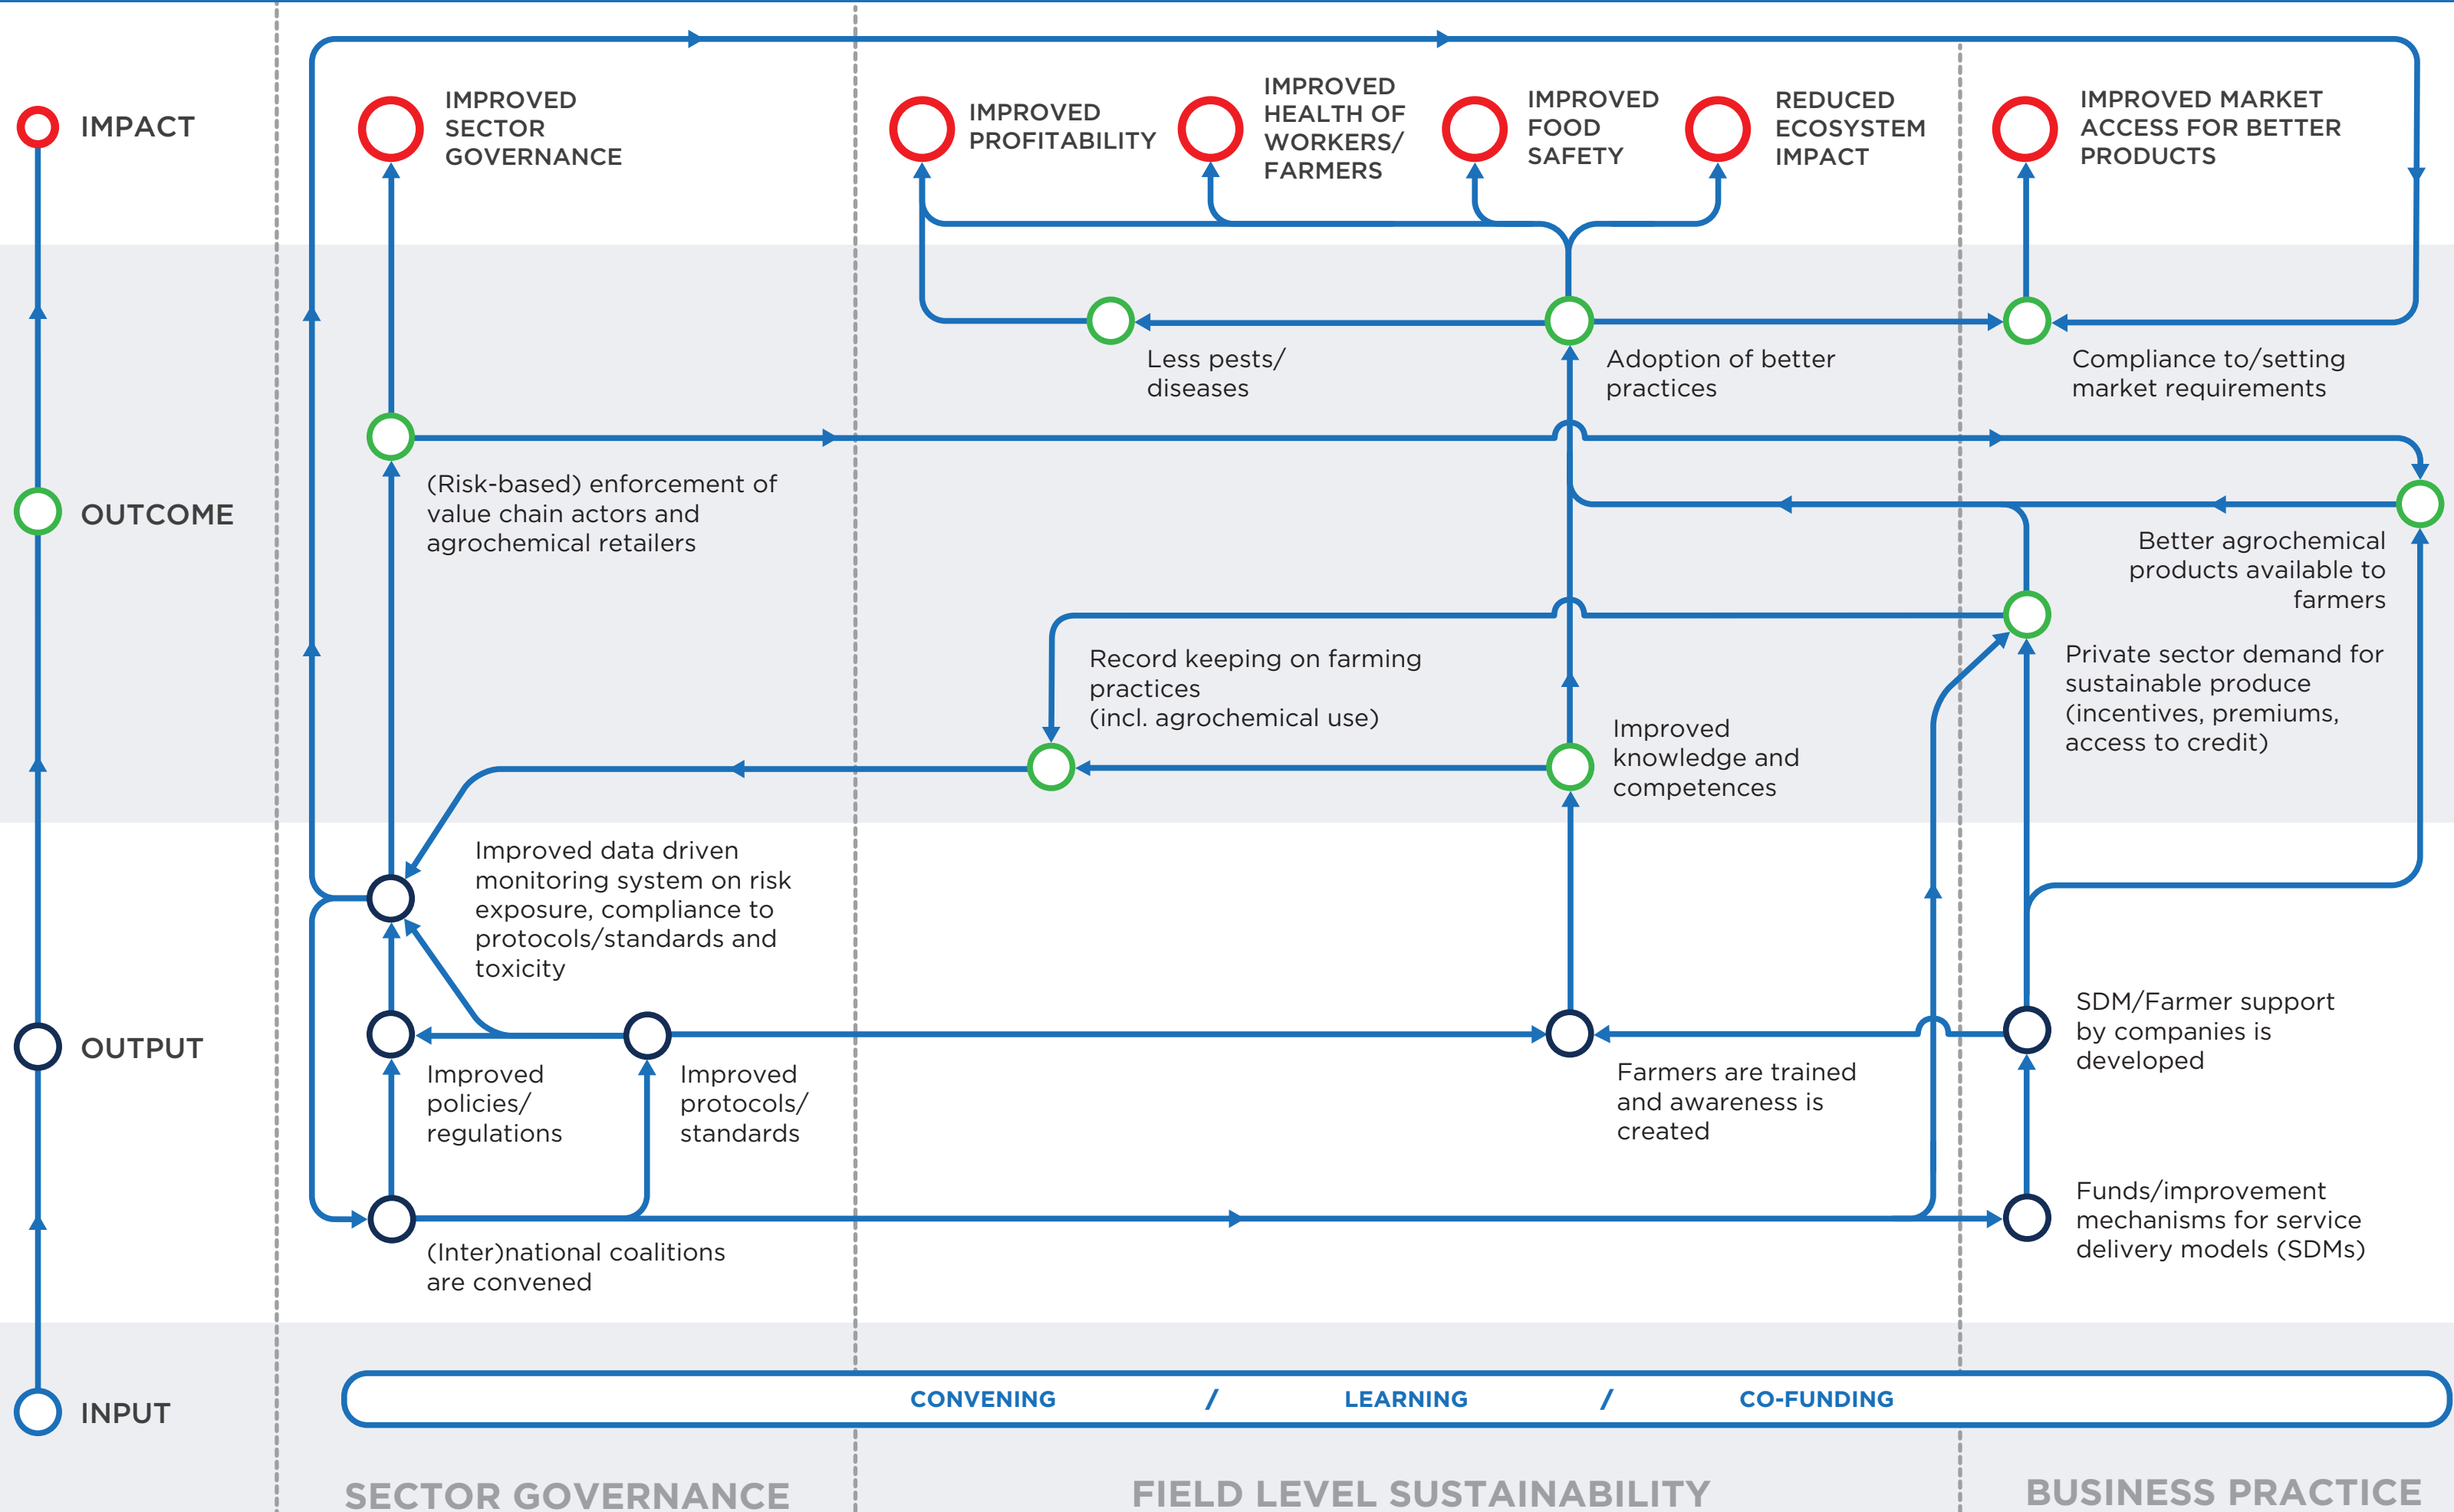 IMPACT
IMPROVED
SECTOR
GOVERNANCE
IMPROVED
PROFITABILITY
IMPROVED
HEALTH OF
WORKERS/
FARMERS
IMPROVED
FOOD
SAFETY
REDUCED
ECOSYSTEM
IMPACT
IMPROVED MARKET
ACCESS FOR BETTER
PRODUCTS
OUTCOME
Less pests/
diseases
Adoption of better
practices
Compliance to/setting
market requirements
(Risk-based) enforcement of
value chain actors and
agrochemical retailers
Better agrochemical
products available to
farmers
Record keeping on farming
practices
(incl. agrochemical use)
Improved
knowledge and
competences
Private sector demand for
sustainable produce
(incentives, premiums,
access to credit)
OUTPUT
Improved data driven
monitoring system on risk
exposure, compliance to
protocols/standards and
toxicity
Improved
policies/
regulations
Improved
protocols/
standards
Farmers are trained
and awareness is
created
SDM/Farmer support
by companies is
developed
(Inter)national coalitions
are convened
Funds/improvement
mechanisms for service
delivery models (SDMs)
INPUT
CONVENING / LEARNING / CO-FUNDING
SECTOR GOVERNANCE
FIELD LEVEL SUSTAINABILITY
BUSINESS PRACTICE